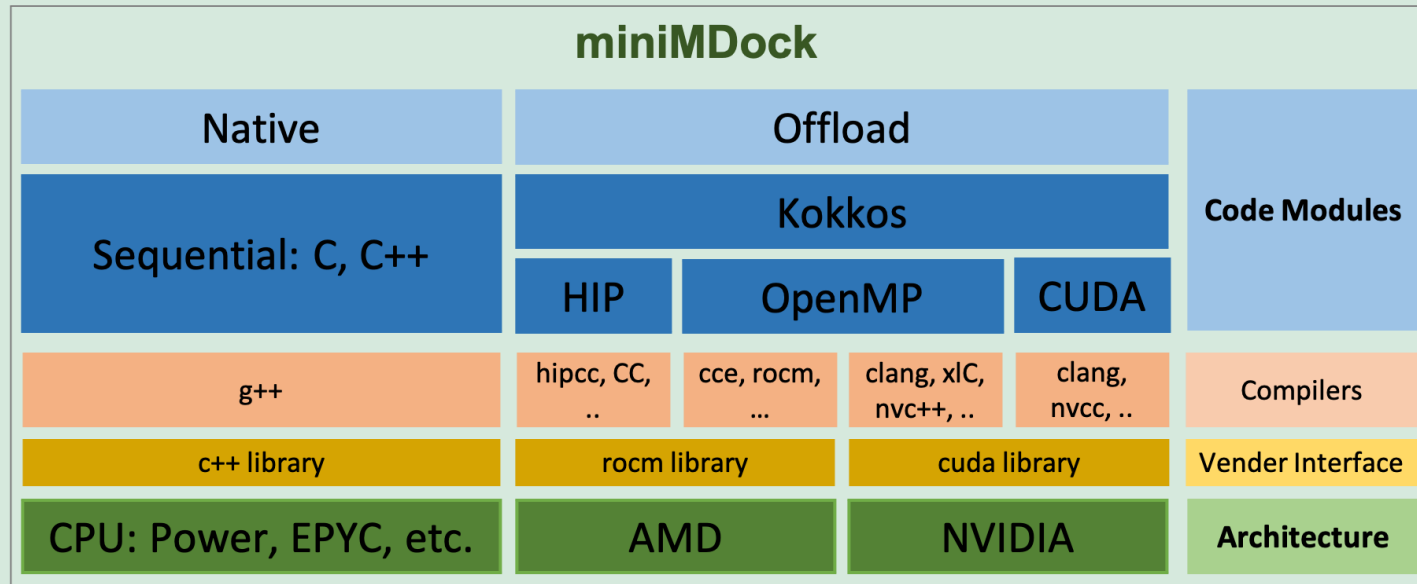 miniMDock
Native
Offload
Code Modules
Sequential: C, C++
Kokkos
HIP
OpenMP
CUDA
g++
hipcc, CC,
..
cce, rocm,
...
clang, xlC,
nvc++, ..
clang,
nvcc, ..
Compilers
c++ library
rocm library
cuda library
Vender Interface
CPU: Power, EPYC, etc.
AMD
NVIDIA
Architecture